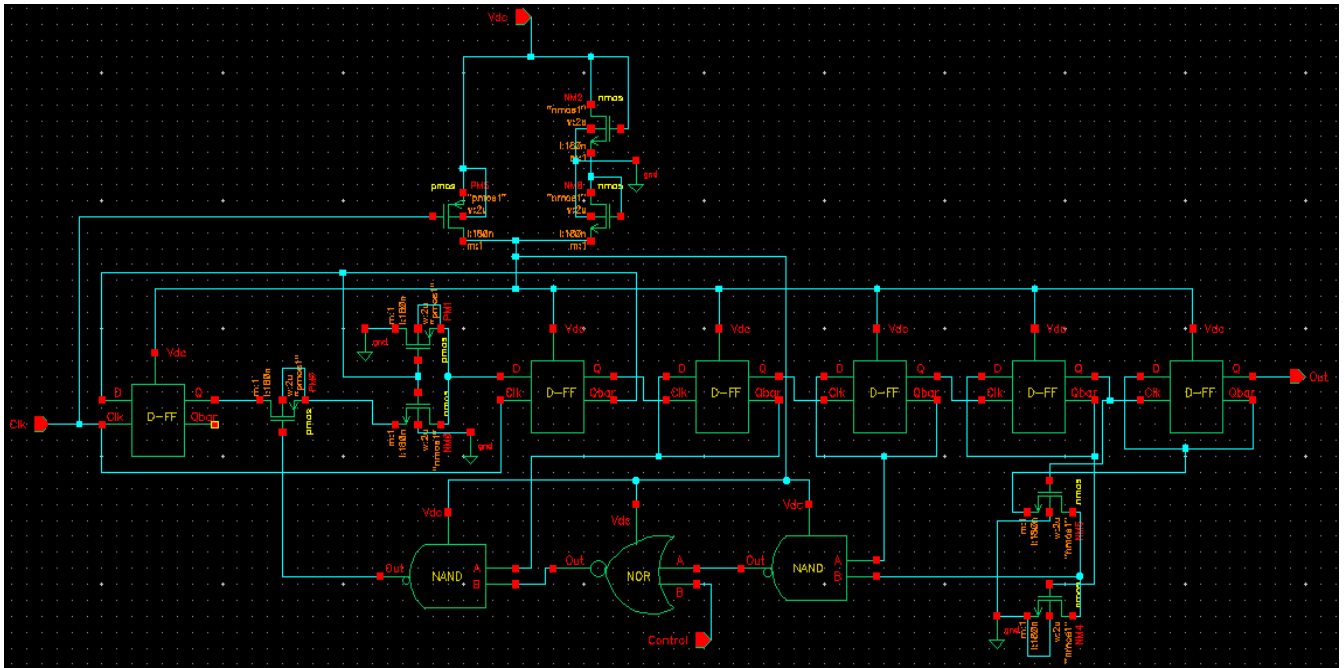 Vdc
NM2 nmos
"nmos1"
w:2u
l:180n
m:1
gnd
pmos
"pmos1"
w:2u
l:180n
m:1
nmos
"nmos1"
w:2u
l:180n
m:1
m:1
l:180n
w:2u
"pmos1"
PM1
pmos
gnd
Vdc
Vdc
Vdc
Vdc
Vdc
Vdc
D
Q
Clk
Qbar
D-FF
m:1
l:180n
w:2u
"pmos1"
pmos
m:1
l:180n
w:2u
"nmos1"
nmos
gnd
D
Q
Clk
Qbar
D-FF
D
Q
Clk
Qbar
D-FF
D
Q
Clk
Qbar
D-FF
D
Q
Clk
Qbar
D-FF
D
Q
Clk
Qbar
D-FF
Out
Clk
Vdc
Vdc
Vdc
Out
NAND
A
B
Out
NOR
A
B
Out
NAND
A
B
Control
m:1
l:180n
w:2u
"nmos1"
nmos
gnd
m:1
l:180n
w:2u
"nmos1"
NM4
nmos